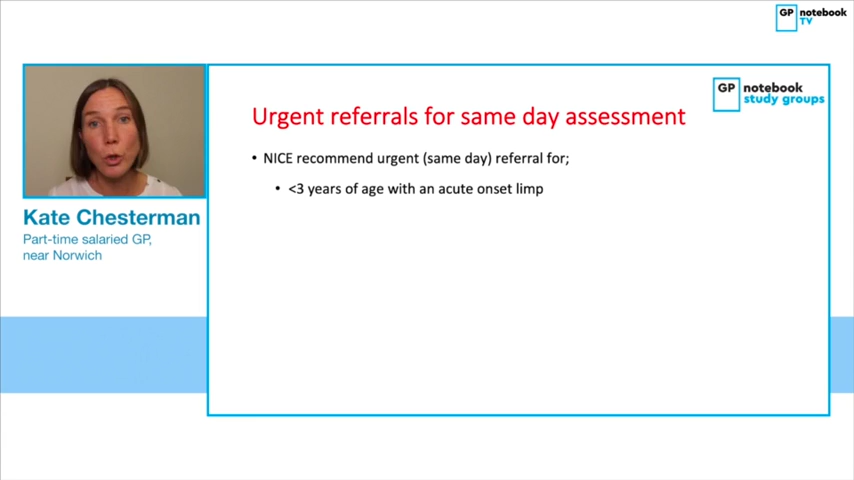 GP notebook
TV
GP notebook
study groups
Urgent referrals for same day assessment
• NICE recommend urgent (same day) referral for;
• <3 years of age with an acute onset limp
Kate Chesterman
Part-time salaried GP,
near Norwich